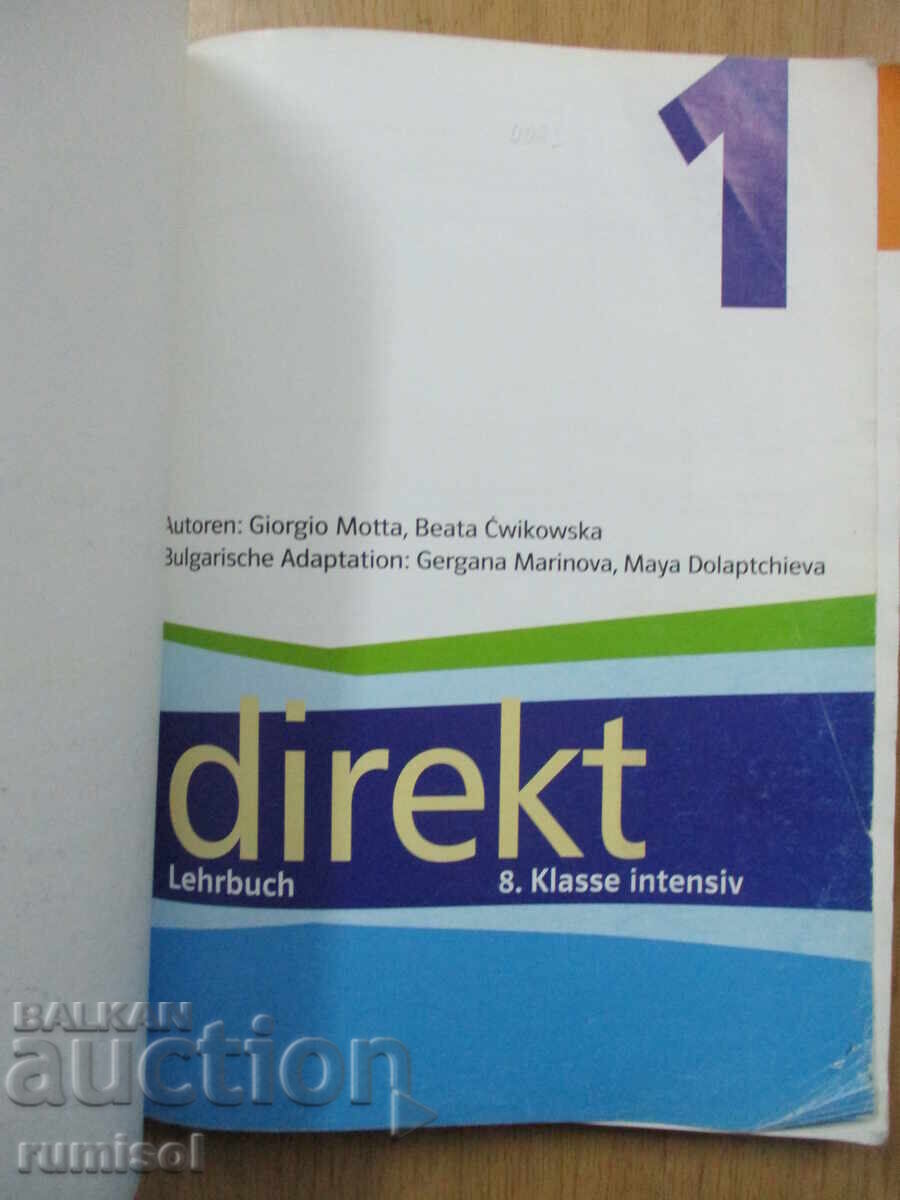 1
Autoren: Giorgio Motta, Beata Ćwikowska
Bulgarische Adaptation: Gergana Marinova, Maya Dolaptchieva
direkt
Lehrbuch 8. Klasse intensiv
BALKAN
auction
rumisol